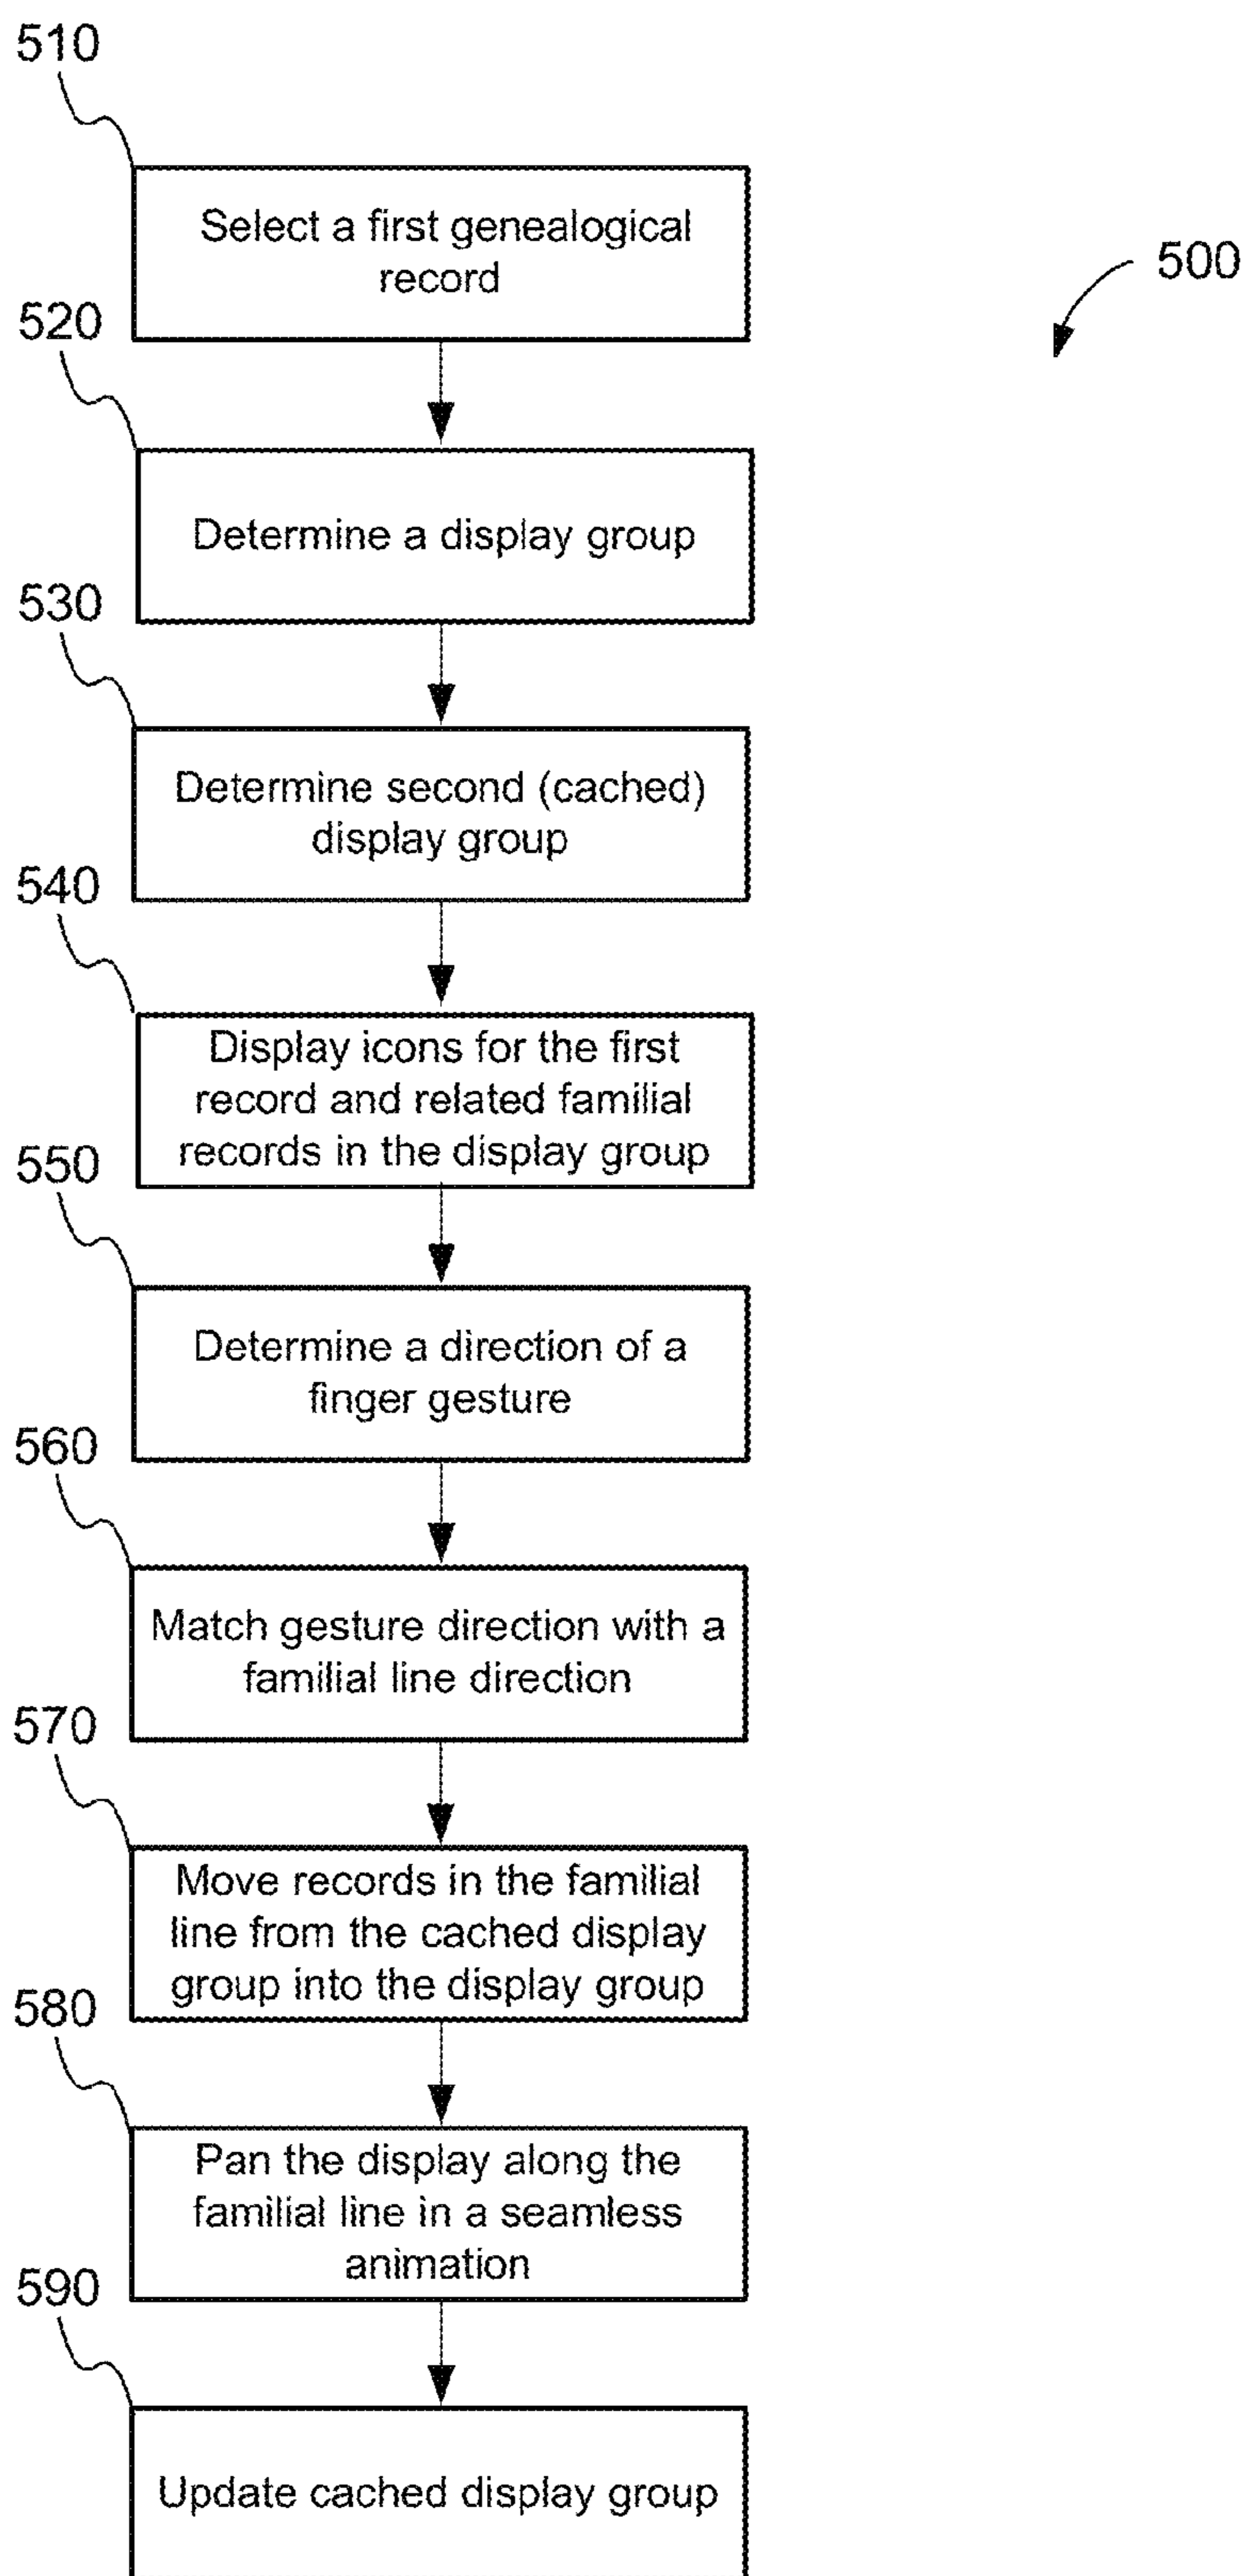 510
Select a first genealogical
record
500
520
Determine a display group
530
Determine second (cached)
display group
540
Display icons for the first
record and related familial
records in the display group
550
Determine a direction of a
finger gesture
560
Match gesture direction with a
familial line direction
570
Move records in the familial
line from the cached display
group into the display group
580
Pan the display along the
familial line in a seamless
animation
590
Update cached display group